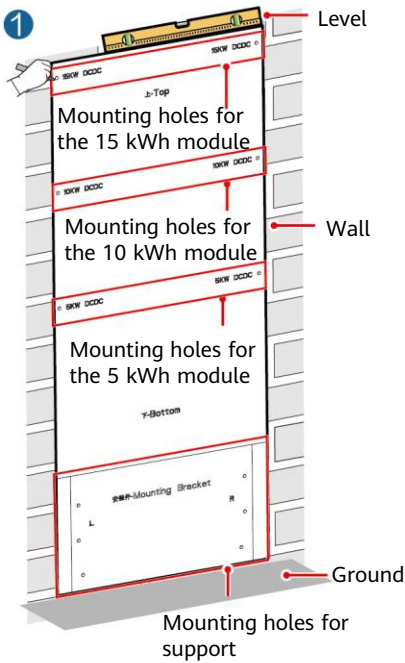 1
Level
15KW DCDC
15KW DCDC
上-Top
Mounting holes for
the 15 kWh module
10KW DCDC
10KW DCDC
Mounting holes for
the 10 kWh module
Wall
5KW DCDC
5KW DCDC
Mounting holes for
the 5 kWh module
下-Bottom
安装件-Mounting Bracket
L
R
Ground
Mounting holes for
support